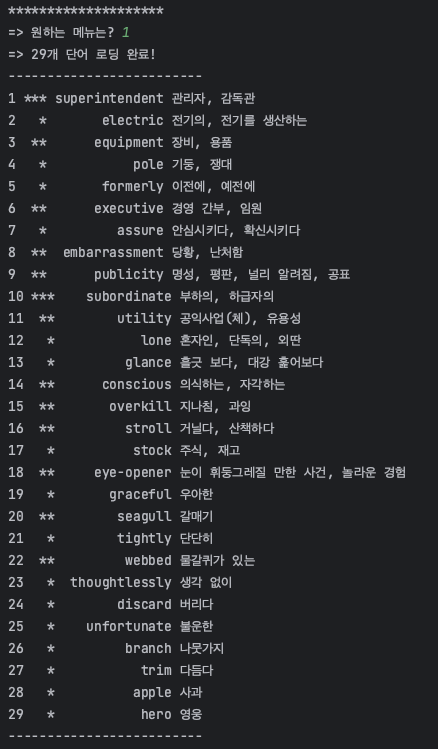 ********************
=> 원하는 메뉴는? 1
=> 29개 단어 로딩 완료!
-------------------------
1 *** superintendent 관리자, 감독관
2   *       electric 전기의, 전기를 생산하는
3  **      equipment 장비, 용품
4   *           pole 기둥, 쟁대
5   *       formerly 이전에, 예전에
6  **      executive 경영 간부, 임원
7   *         assure 안심시키다, 확신시키다
8  **  embarrassment 당황, 난처함
9  **      publicity 명성, 평판, 널리 알려짐, 공표
10 ***    subordinate 부하의, 하급자의
11  **        utility 공익사업(체), 유용성
12   *           lone 혼자인, 단독의, 외딴
13   *         glance 흘긋 보다, 대강 훑어보다
14  **      conscious 의식하는, 자각하는
15  **       overkill 지나침, 과잉
16  **         stroll 거닐다, 산책하다
17   *          stock 주식, 재고
18  **     eye-opener 눈이 휘둥그레질 만한 사건, 놀라운 경험
19   *       graceful 우아한
20  **        seagull 갈매기
21   *        tightly 단단히
22  **         webbed 물갈퀴가 있는
23   *  thoughtlessly 생각 없이
24   *        discard 버리다
25   *    unfortunate 불운한
26   *         branch 나뭇가지
27   *           trim 다듬다
28   *          apple 사과
29   *           hero 영웅
-------------------------